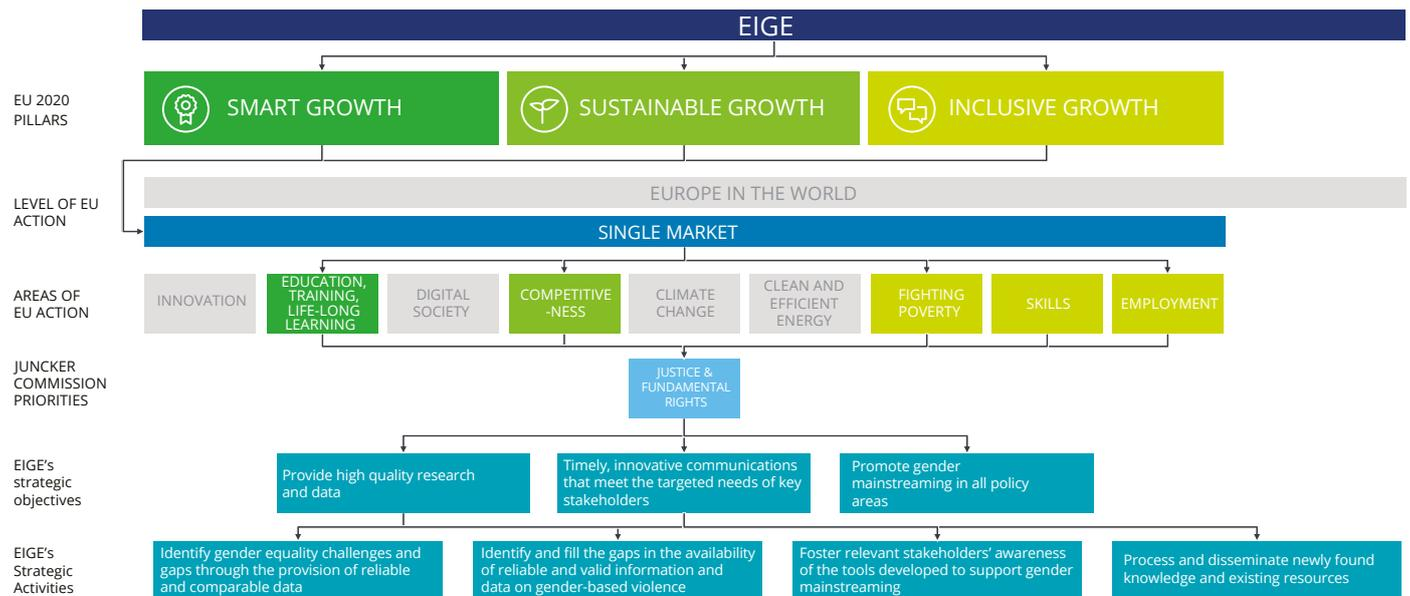 EIGE
EU 2020
PILLARS
SMART GROWTH
SUSTAINABLE GROWTH
INCLUSIVE GROWTH
LEVEL OF EU
ACTION
EUROPE IN THE WORLD
SINGLE MARKET
AREAS OF
EU ACTION
INNOVATION
EDUCATION,
TRAINING,
LIFE-LONG
LEARNING
DIGITAL
SOCIETY
COMPETITIVE
-NESS
CLIMATE
CHANGE
CLEAN AND
EFFICIENT
ENERGY
FIGHTING
POVERTY
SKILLS
EMPLOYMENT
JUNCKER
COMMISSION
PRIORITIES
JUSTICE &
FUNDAMENTAL
RIGHTS
EIGE’s
strategic
objectives
Provide high quality research
and data
Timely, innovative communications
that meet the targeted needs of key
stakeholders
Promote gender
mainstreaming in all policy
areas
EIGE’s
Strategic
Activities
Identify gender equality challenges and
gaps through the provision of reliable
and comparable data
Identify and fill the gaps in the availability
of reliable and valid information and
data on gender-based violence
Foster relevant stakeholders’ awareness
of the tools developed to support gender
mainstreaming
Process and disseminate newly found
knowledge and existing resources